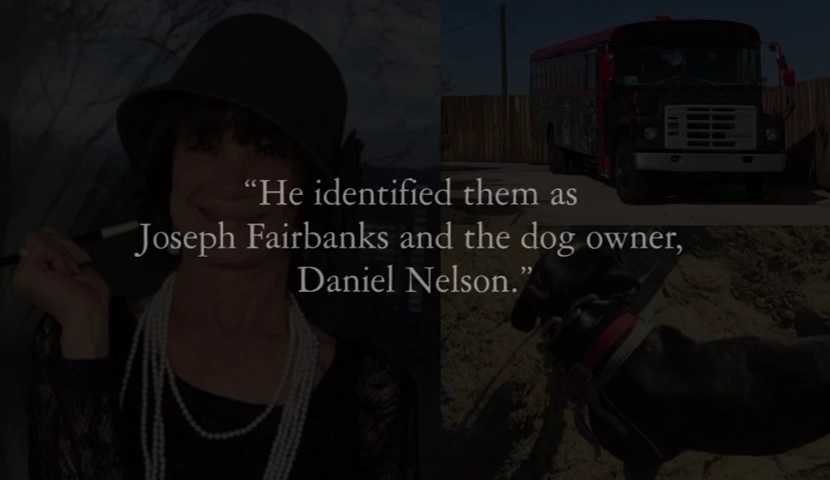 “He identified them as
Joseph Fairbanks and the dog owner,
Daniel Nelson.”